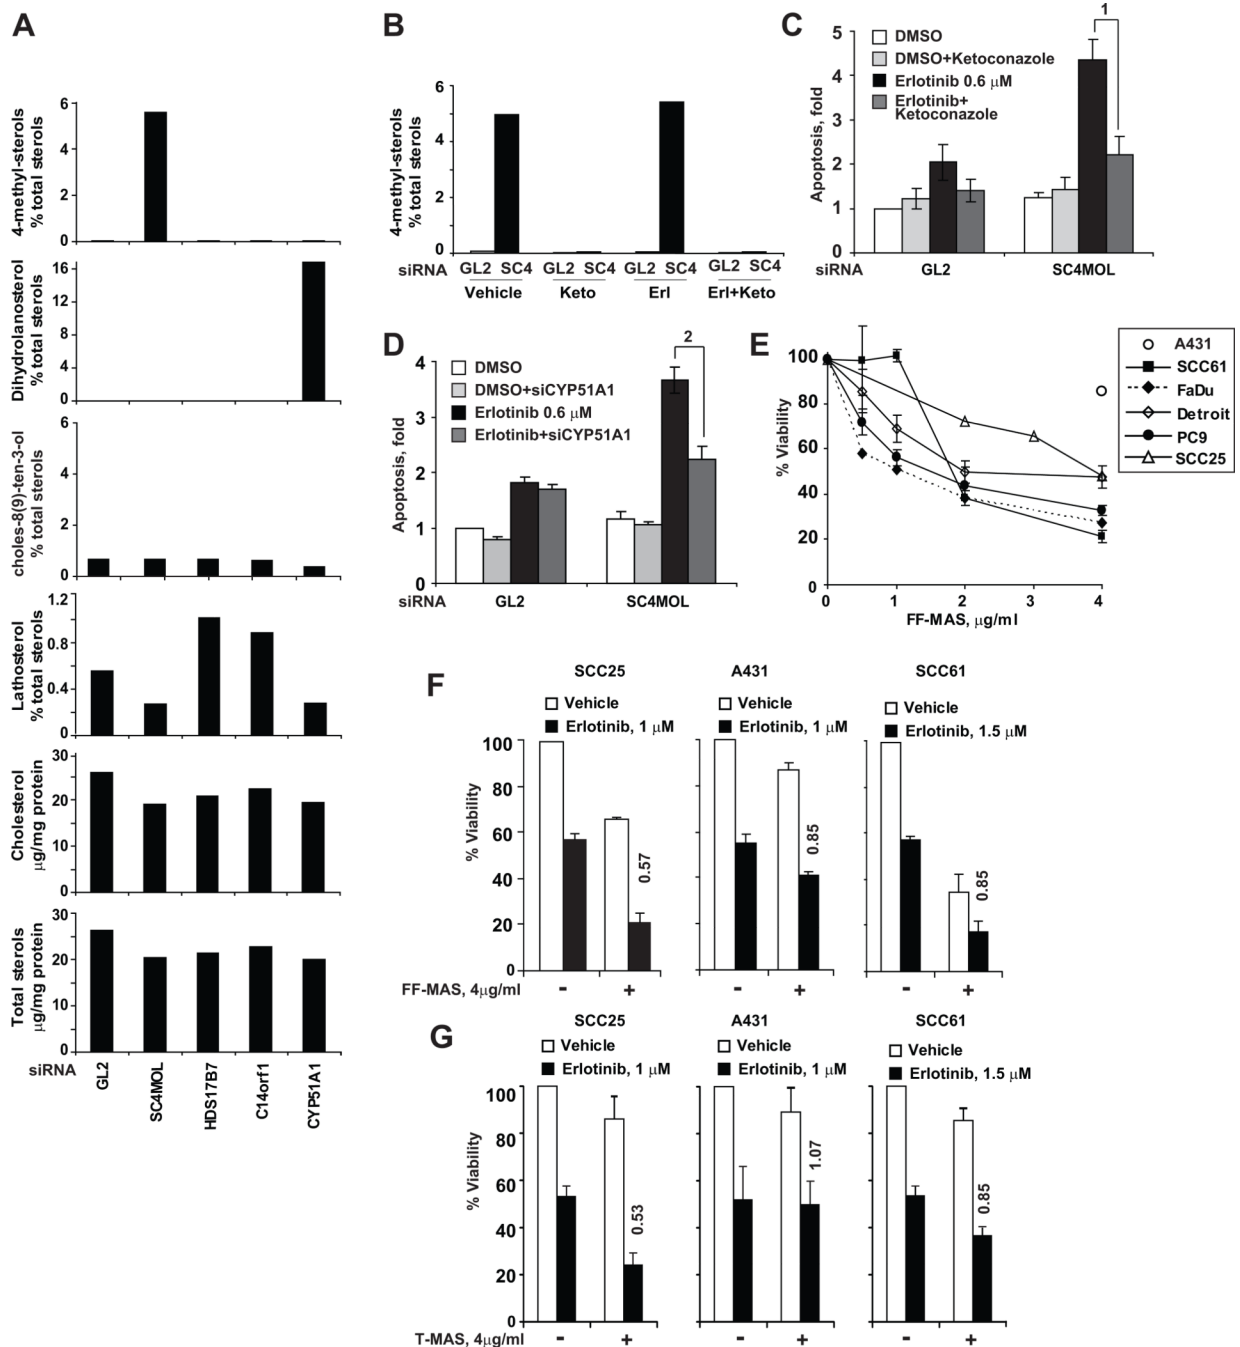 A
4-methyl-sterols
% total sterols
6
4
2
0
Dihydrolanosterol
% total sterols
16
12
8
4
0
choles-8(9)-ten-3-ol
% total sterols
6
4
2
0
Lathosterol
% total sterols
1.2
0.8
0.4
0
Cholesterol
µg/mg protein
30
20
10
0
Total sterols
µg/mg protein
30
20
10
0
siRNA
GL2
SC4MOL
HDS17B7
C14orf1
CYP51A1
B
4-methyl-sterols
% total sterols
6
4
2
0
siRNA GL2 SC4 GL2 SC4 GL2 SC4 GL2 SC4
Vehicle Keto Erl Erl+Keto
C
Apoptosis, fold
5
4
3
2
1
0
DMSO
DMSO+Ketoconazole
Erlotinib 0.6 µM
Erlotinib+
Ketoconazole
1
siRNA GL2 SC4MOL
D
Apoptosis, fold
4
3
2
1
0
DMSO
DMSO+siCYP51A1
Erlotinib 0.6 µM
Erlotinib+siCYP51A1
2
siRNA GL2 SC4MOL
E
% Viability
100
80
60
40
20
0
0 1 2 3 4
FF-MAS, µg/ml
A431
SCC61
FaDu
Detroit
PC9
SCC25
F
SCC25 A431 SCC61
Vehicle
Erlotinib, 1 µM
Vehicle
Erlotinib, 1 µM
Vehicle
Erlotinib, 1.5 µM
% Viability
100
80
60
40
20
0
0.57
0.85
0.85
FF-MAS, 4µg/ml - + - + - +
G
SCC25 A431 SCC61
Vehicle
Erlotinib, 1 µM
Vehicle
Erlotinib, 1 µM
Vehicle
Erlotinib, 1.5 µM
% Viability
100
80
60
40
20
0
0.53
1.07
0.85
T-MAS, 4µg/ml - + - + - +